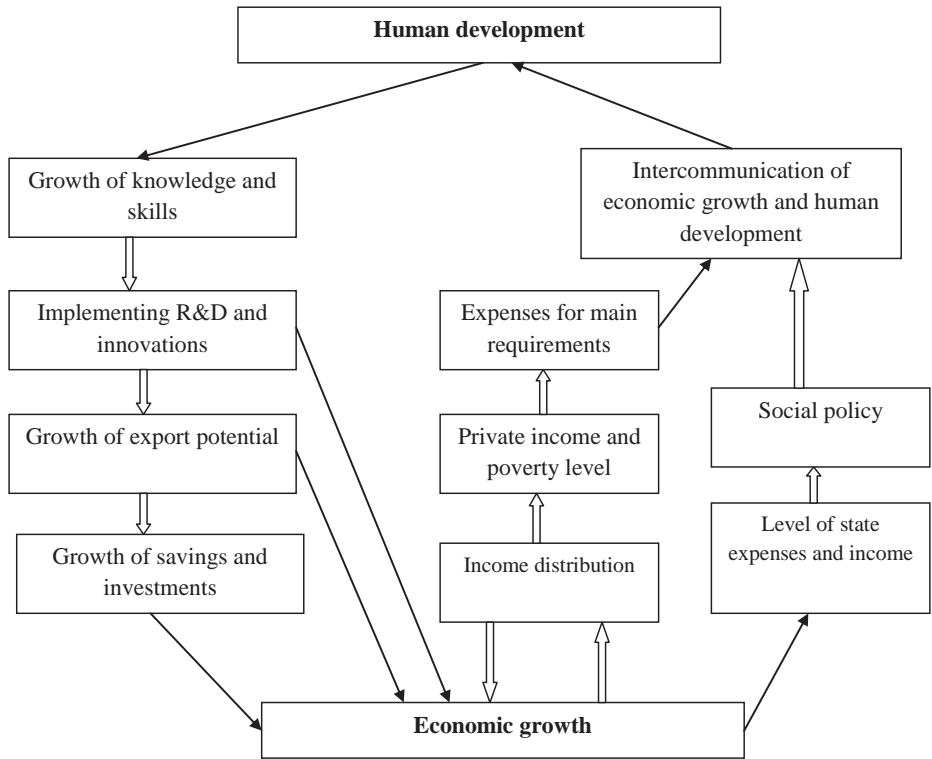 Human development
Growth of knowledge and
skills
Intercommunication of
economic growth and human
development
Implementing R&D and
innovations
Expenses for main
requirements
Social policy
Growth of export potential
Private income and
poverty level
Level of state
expenses and income
Growth of savings and
investments
Income distribution
Economic growth